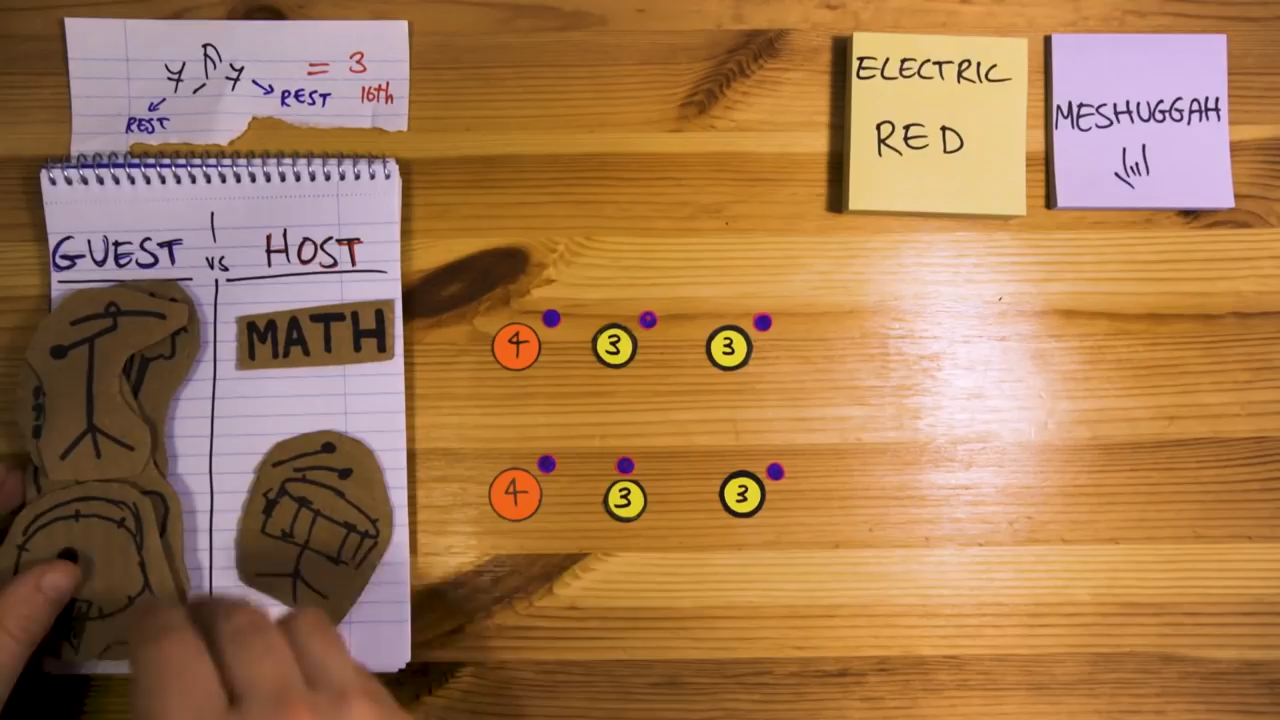 = 3
16th
REST
REST
ELECTRIC
RED
MESHUGGAH
GUEST vs HOST
MATH
4 3 3
4 3 3